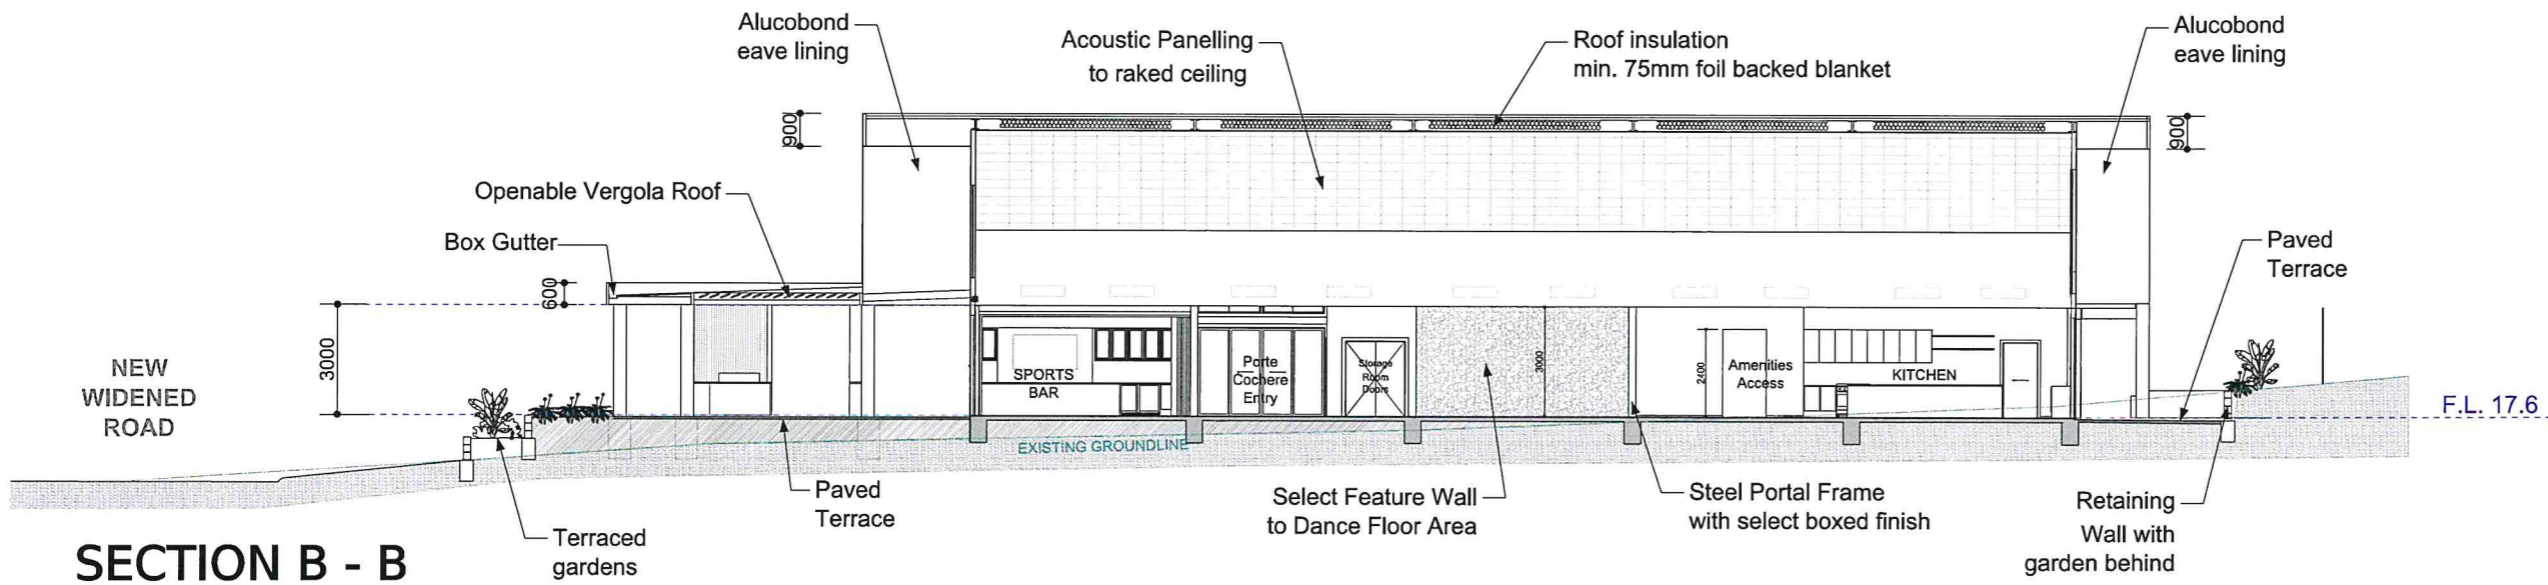 Alucobond
eave lining
Acoustic Panelling
to raked ceiling
Roof insulation
min. 75mm foil backed blanket
Alucobond
eave lining
900
900
Openable Vergola Roof
Box Gutter
600
Paved
Terrace
3000
NEW
WIDENED
ROAD
SPORTS
BAR
Porte
Cochere
Entry
Storage
Room
Doors
3000
2400
Amenities
Access
KITCHEN
F.L. 17.6
EXISTING GROUNDLINE
Paved
Terrace
Terraced
gardens
Select Feature Wall
to Dance Floor Area
Steel Portal Frame
with select boxed finish
Retaining
Wall with
garden behind
SECTION B - B